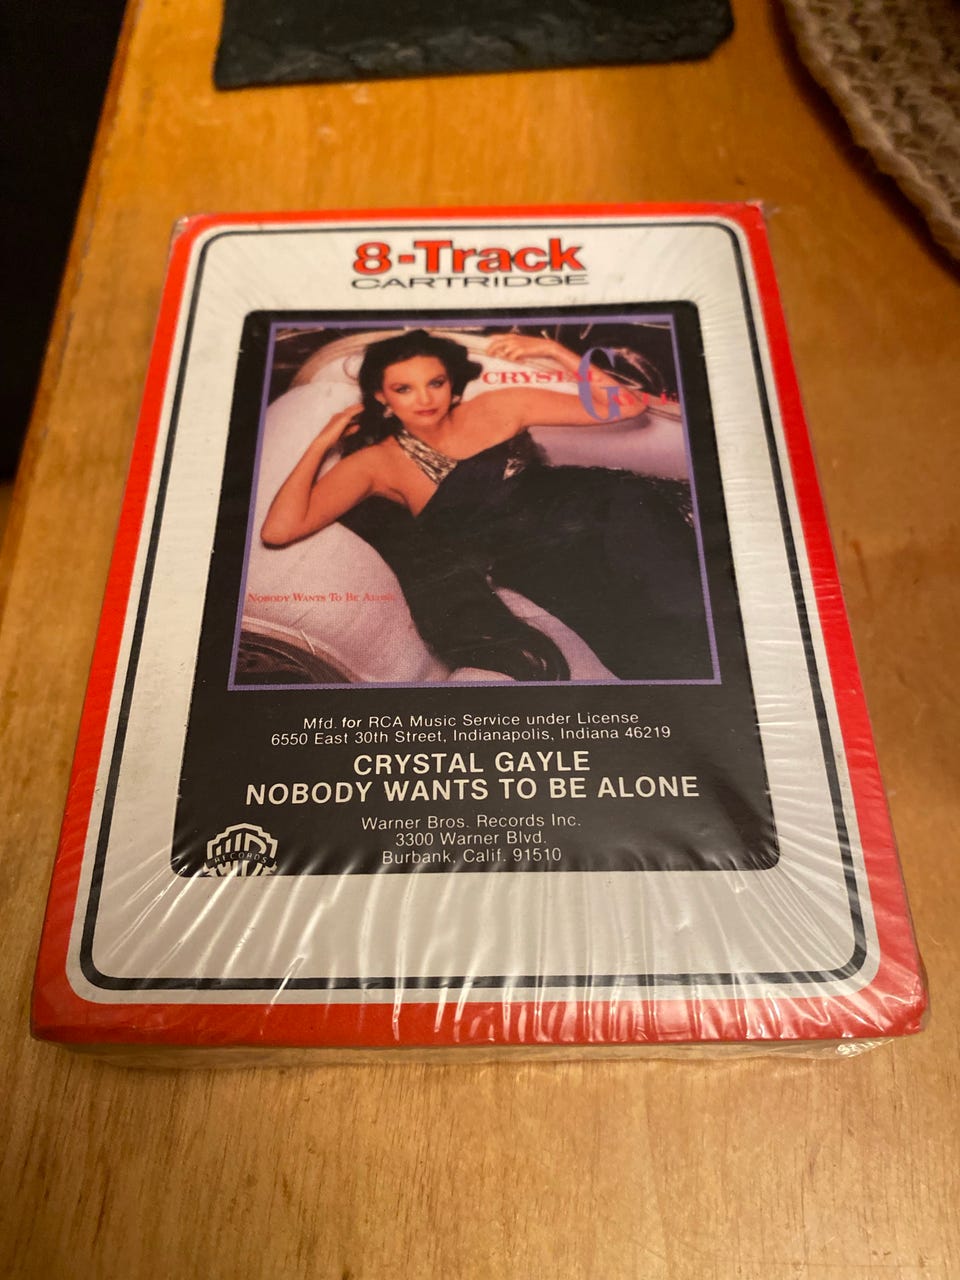 8-Track
CARTRIDGE
CRYSTAL
GAYLE
NOBODY WANTS TO BE ALONE
Mfd. for RCA Music Service under License
6550 East 30th Street, Indianapolis, Indiana 46219
CRYSTAL GAYLE
NOBODY WANTS TO BE ALONE
Warner Bros. Records Inc.
3300 Warner Blvd.
Burbank, Calif. 91510
RECORDS